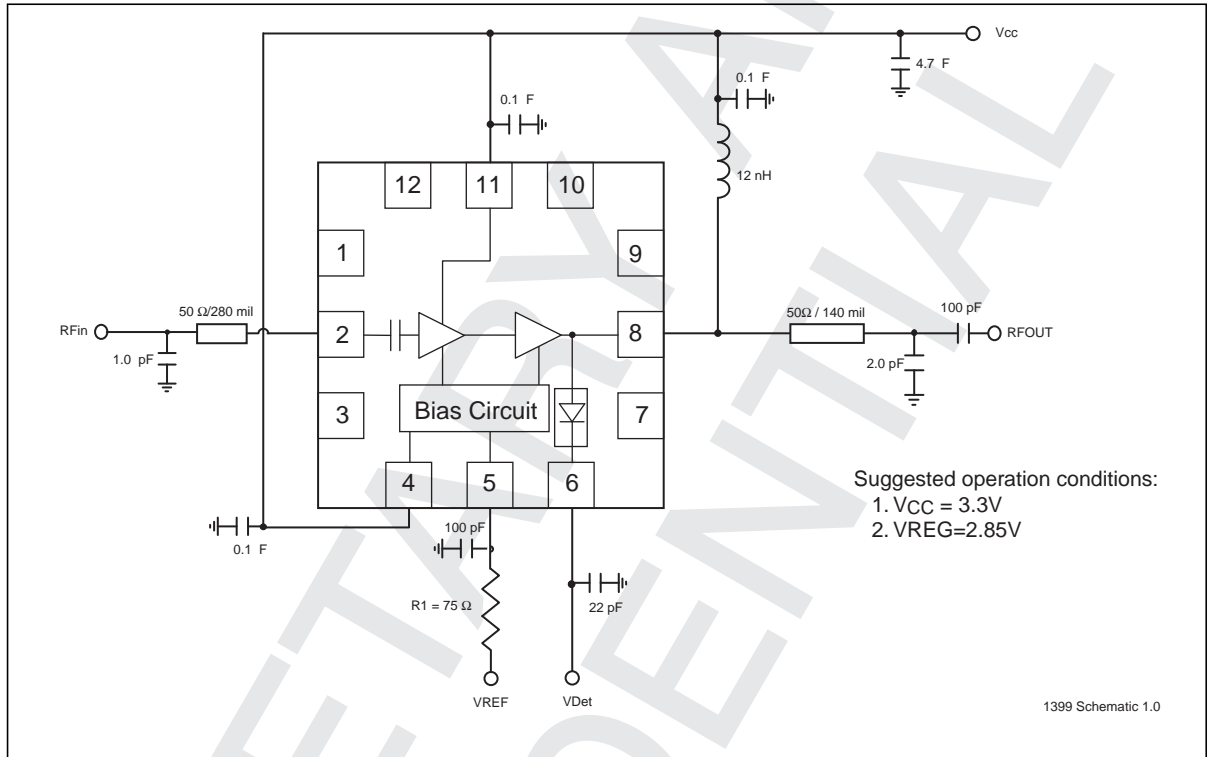 Vcc
4.7 F
0.1 F
0.1 F
12 nH
12
11
10
1
9
50 Ω/280 mil
RFin
2
8
50Ω / 140 mil
100 pF
RFOUT
1.0 pF
2.0 pF
3
Bias Circuit
7
4
5
6
Suggested operation conditions:
1. VCC = 3.3V
2. VREG=2.85V
0.1 F
100 pF
R1 = 75 Ω
22 pF
VREF
VDet
1399 Schematic 1.0